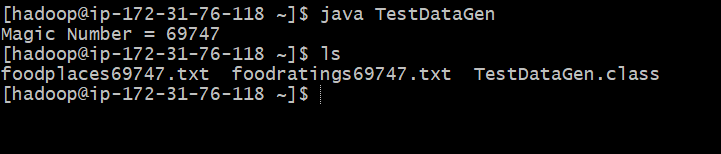 [hadoop@ip-172-31-76-118 ~]$ java TestDataGen
Magic Number = 69747
[hadoop@ip-172-31-76-118 ~]$ ls
foodplaces69747.txt  foodratings69747.txt  TestDataGen.class
[hadoop@ip-172-31-76-118 ~]$